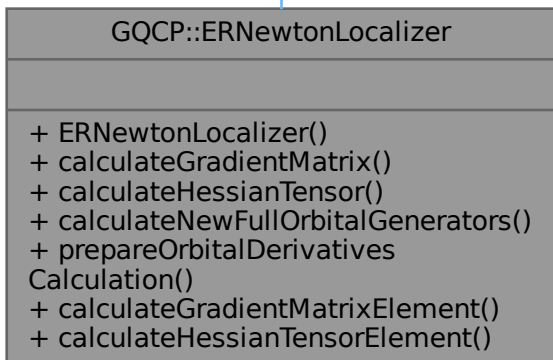 GQCP::ERNewtonLocalizer
+ ERNewtonLocalizer()
+ calculateGradientMatrix()
+ calculateHessianTensor()
+ calculateNewFullOrbitalGenerators()
+ prepareOrbitalDerivatives
Calculation()
+ calculateGradientMatrixElement()
+ calculateHessianTensorElement()